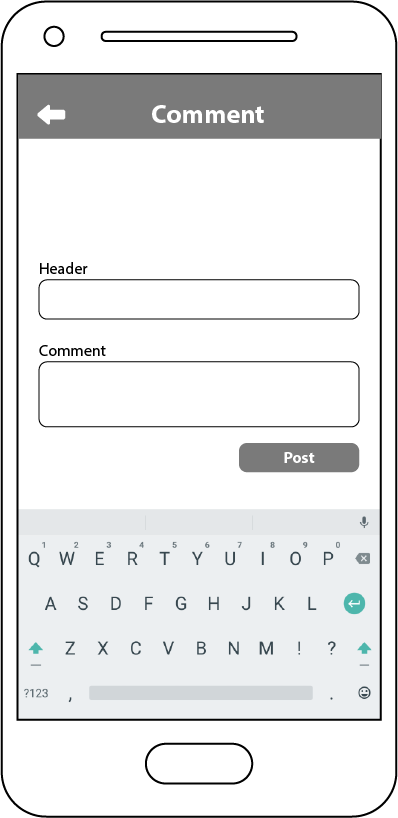 Comment
Header
Comment
Post
1 2 3 4 5 6 7 8 9 0
Q W E R T Y U I O P
A S D F G H J K L
Z X C V B N M ! ?
?123 , .